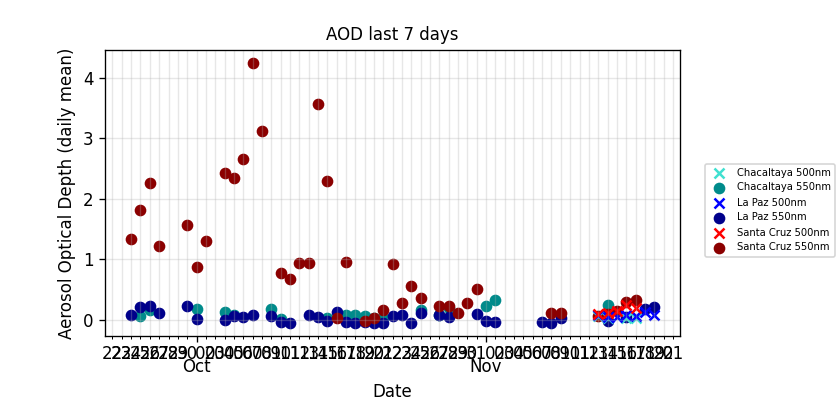 AOD last 7 days
Aerosol Optical Depth (daily mean)
4
3
2
1
0
Oct
Nov
Date
Chacaltaya 500nm
Chacaltaya 550nm
La Paz 500nm
La Paz 550nm
Santa Cruz 500nm
Santa Cruz 550nm